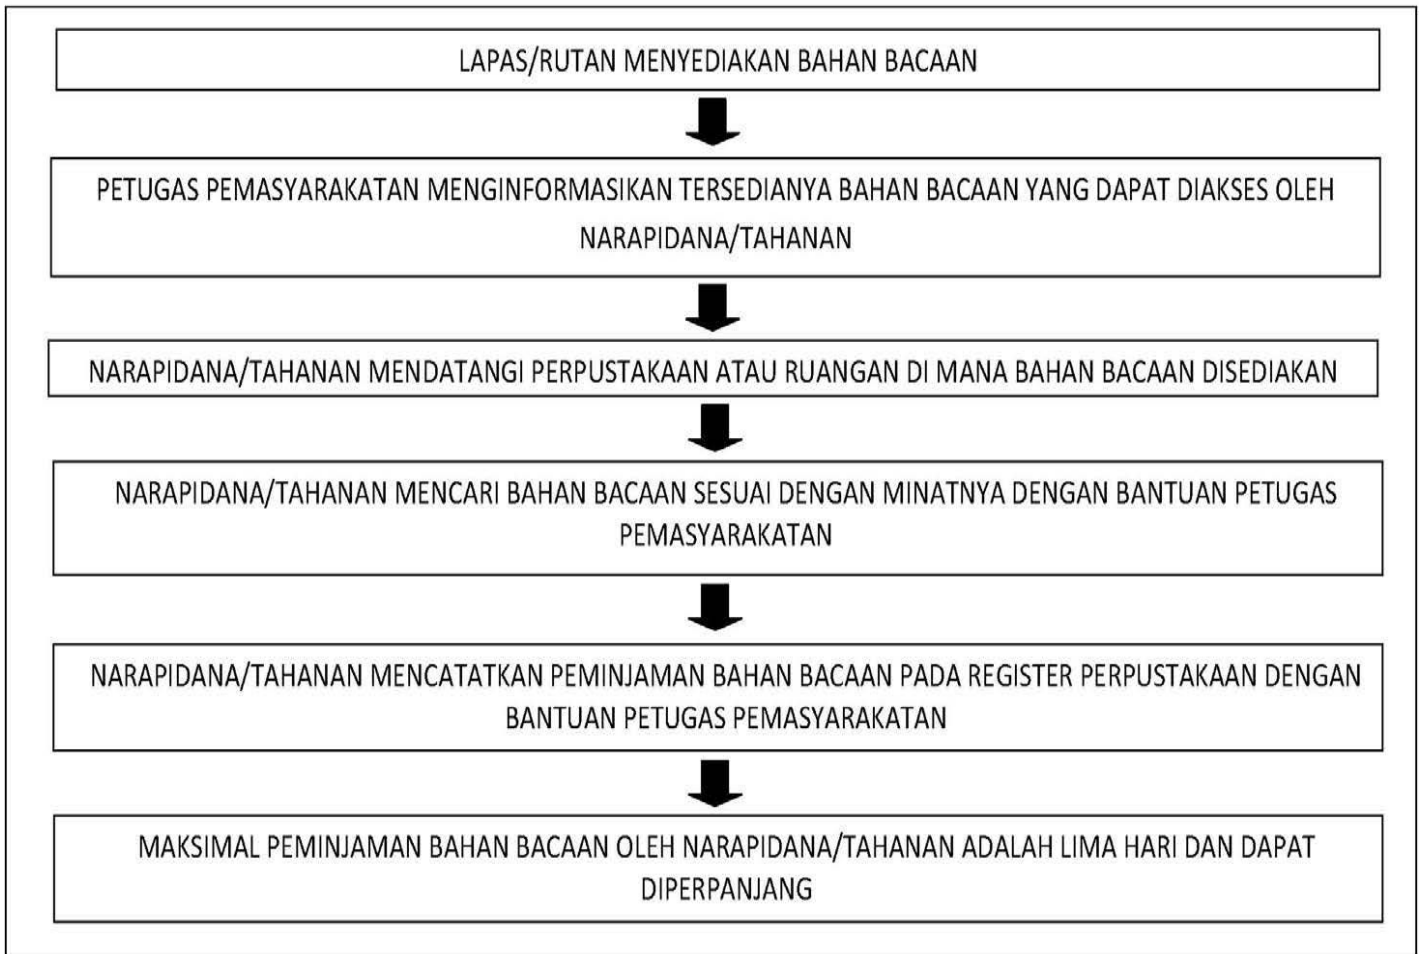 LAPAS/RUTAN MENYEDIAKAN BAHAN BACAAN
PETUGAS PEMASYARAKATAN MENGINFORMASIKAN TERSEDIANYA BAHAN BACAAN YANG DAPAT DIAKSES OLEH
NARAPIDANA/TAHANAN
NARAPIDANA/TAHANAN MENDATANGI PERPUSTAKAAN ATAU RUANGAN DI MANA BAHAN BACAAN DISEDIAKAN
NARAPIDANA/TAHANAN MENCARI BAHAN BACAAN SESUAI DENGAN MINATNYA DENGAN BANTUAN PETUGAS
PEMASYARAKATAN
NARAPIDANA/TAHANAN MENCATATKAN PEMINJAMAN BAHAN BACAAN PADA REGISTER PERPUSTAKAAN DENGAN
BANTUAN PETUGAS PEMASYARAKATAN
MAKSIMAL PEMINJAMAN BAHAN BACAAN OLEH NARAPIDANA/TAHANAN ADALAH LIMA HARI DAN DAPAT
DIPERPANJANG